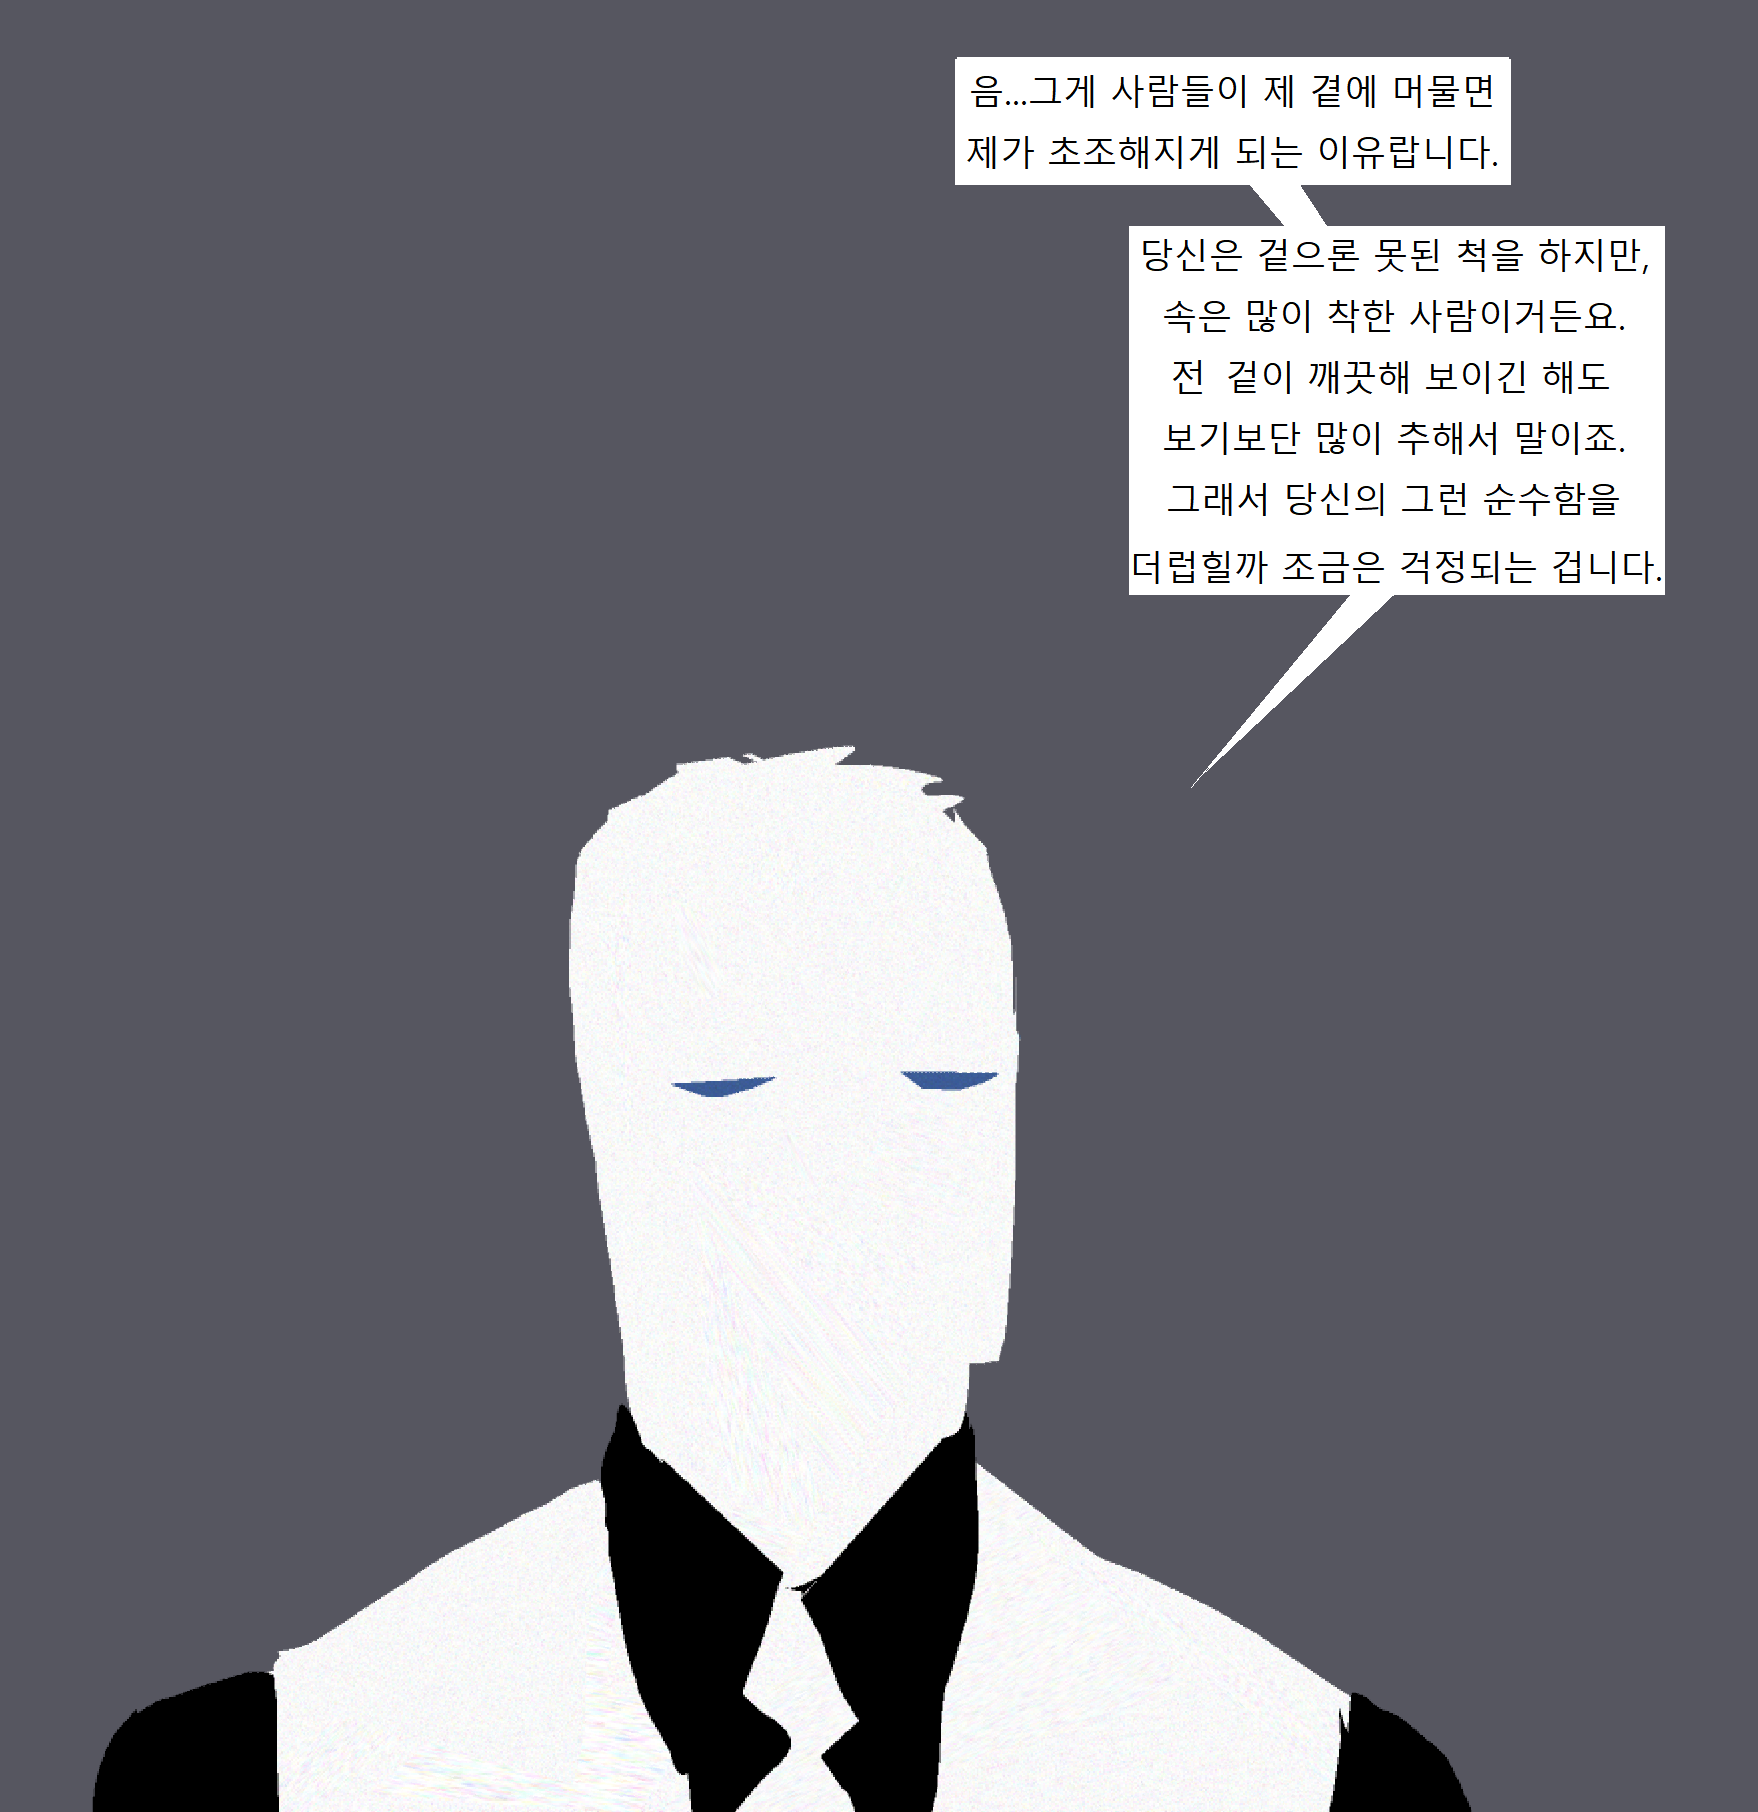 음...그게 사람들이 제 곁에 머물면
제가 초조해지게 되는 이유랍니다.
당신은 겉으론 못된 척을 하지만,
속은 많이 착한 사람이거든요.
전 겉이 깨끗해 보이긴 해도
보기보단 많이 추해서 말이죠.
그래서 당신의 그런 순수함을
더럽힐까 조금은 걱정되는 겁니다.